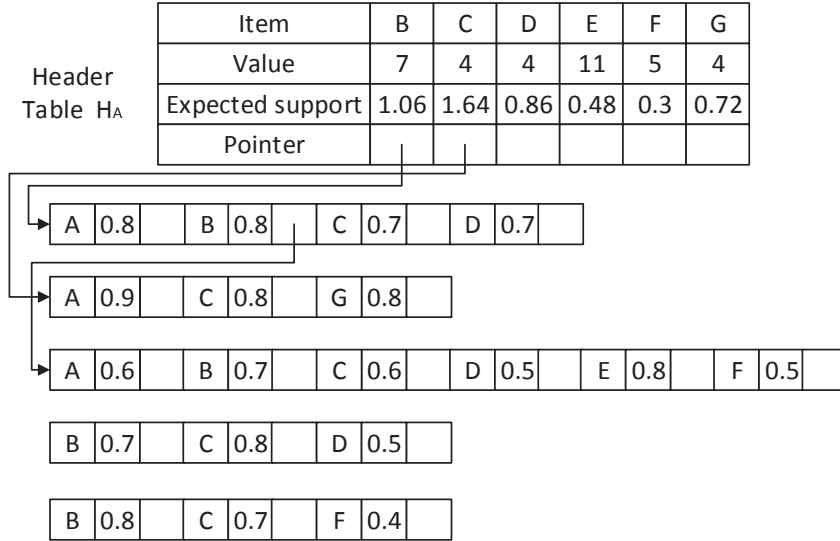 Header
Table HA
Item B C D E F G
Value 7 4 4 11 5 4
Expected support 1.06 1.64 0.86 0.48 0.3 0.72
Pointer
A 0.8 B 0.8 C 0.7 D 0.7
A 0.9 C 0.8 G 0.8
A 0.6 B 0.7 C 0.6 D 0.5 E 0.8 F 0.5
B 0.7 C 0.8 D 0.5
B 0.8 C 0.7 F 0.4